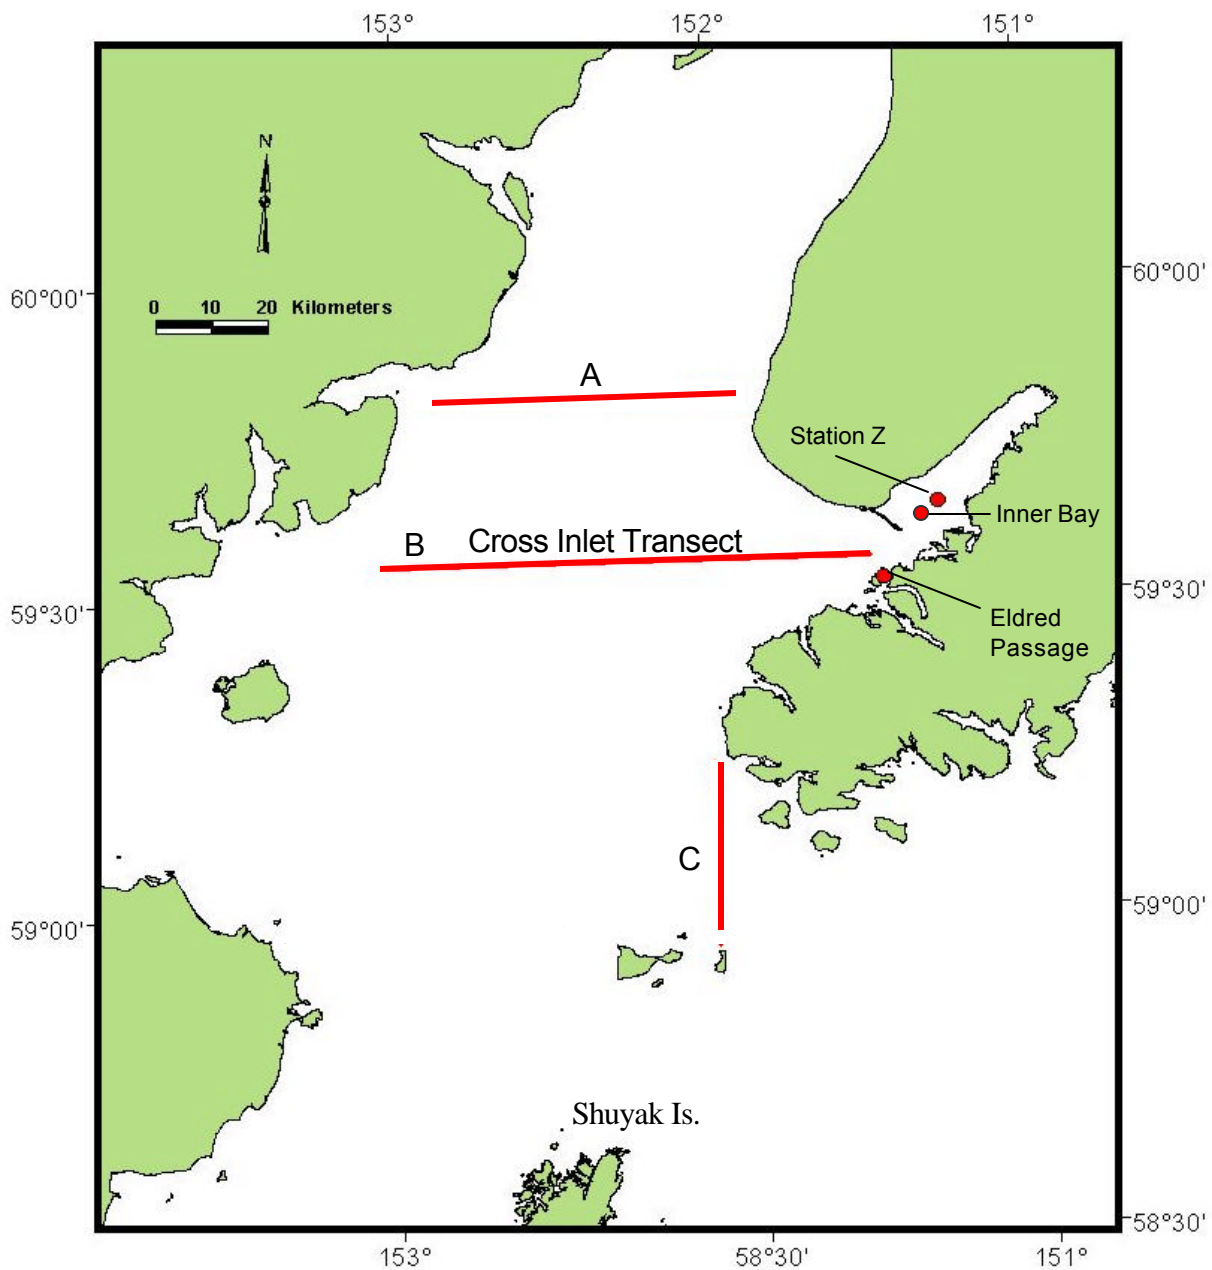 153° 152° 151°
N
60°00' 60°00'
0 10 20 Kilometers
A
Station Z
Inner Bay
B Cross Inlet Transect
59°30' 59°30'
Eldred
Passage
C
59°00' 59°00'
Shuyak Is.
58°30'
153° 58°30' 151°